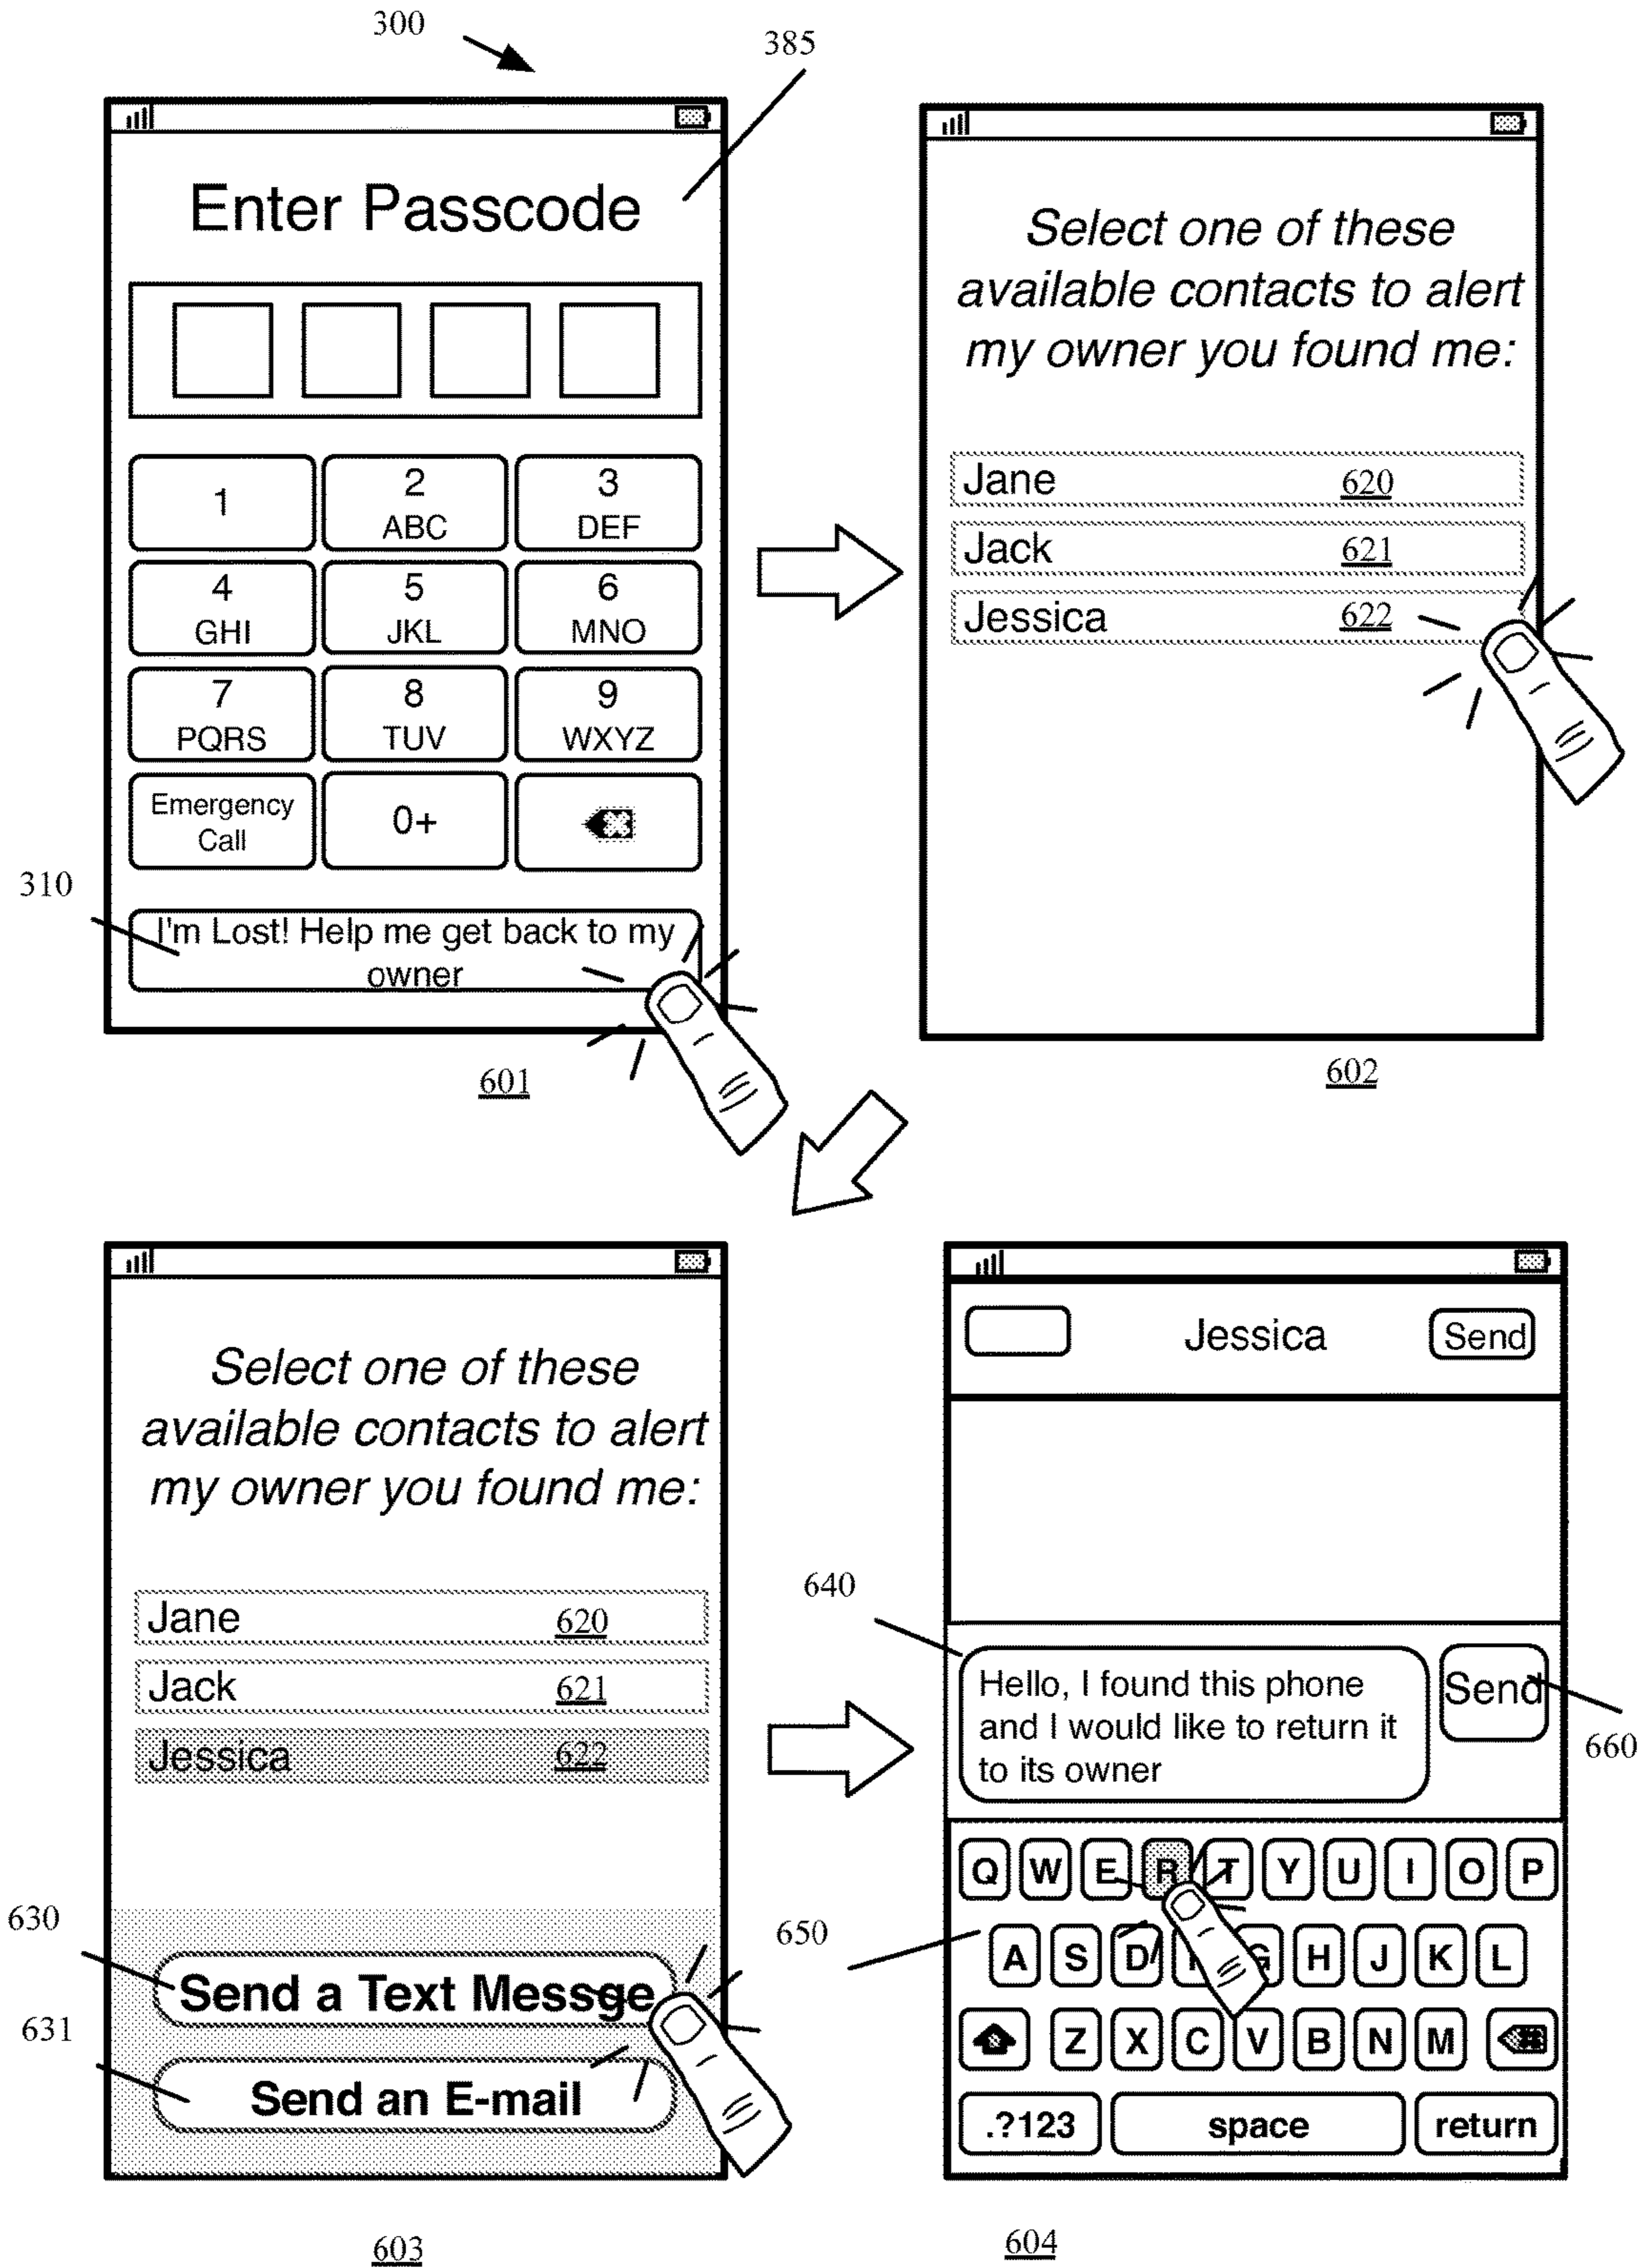 300
385
Enter Passcode
1
2
ABC
3
DEF
4
GHI
5
JKL
6
MNO
7
PQRS
8
TUV
9
WXYZ
Emergency
Call
0+
310
I'm Lost! Help me get back to my
owner
601
Select one of these
available contacts to alert
my owner you found me:
Jane 620
Jack 621
Jessica 622
602
Select one of these
available contacts to alert
my owner you found me:
Jane 620
Jack 621
Jessica 622
630
Send a Text Messge
631
Send an E-mail
603
Jessica Send
640
Hello, I found this phone
and I would like to return it
to its owner
Send
660
Q W E R T Y U I O P
650
A S D G H J K L
Z X C V B N M
.?123 space return
604